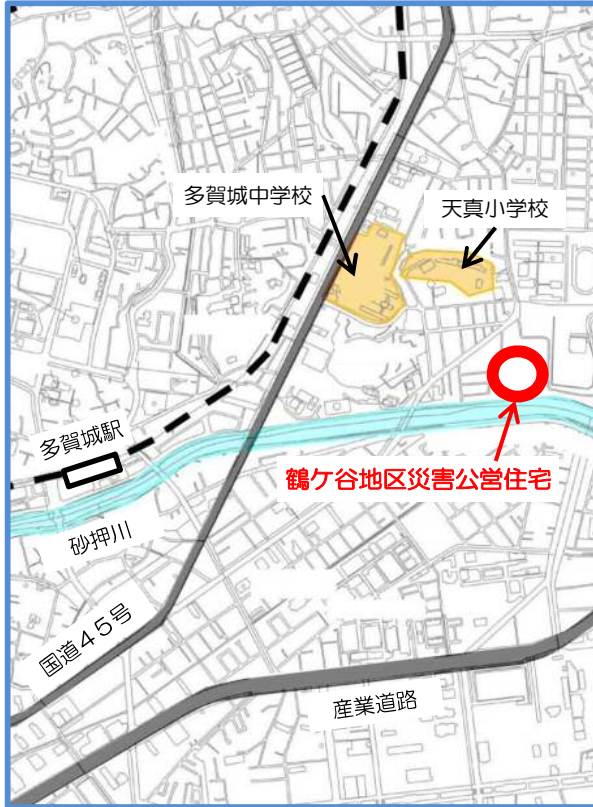 多賀城中学校
天真小学校
多賀城駅
鶴ケ谷地区災害公営住宅
砂押川
国道45号
産業道路